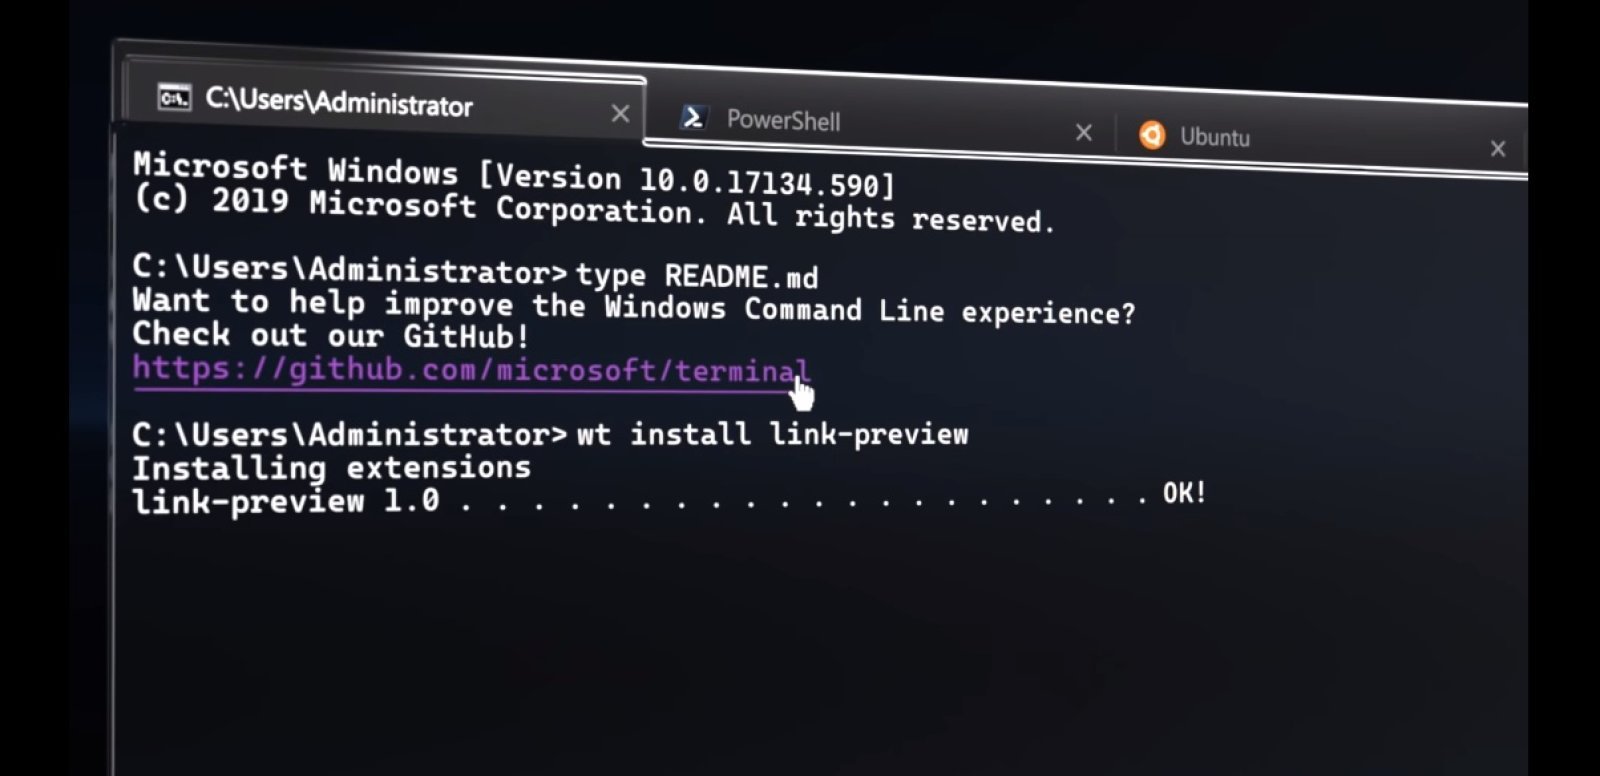 C:\Users\Administrator
PowerShell
Ubuntu
Microsoft Windows [Version 10.0.17134.590]
(c) 2019 Microsoft Corporation. All rights reserved.
C:\Users\Administrator>type README.md
Want to help improve the Windows Command Line experience?
Check out our GitHub!
https://github.com/microsoft/terminal
C:\Users\Administrator>wt install link-preview
Installing extensions
link-preview 1.0 . . . . . . . . . . . . . . . . . . . . OK!